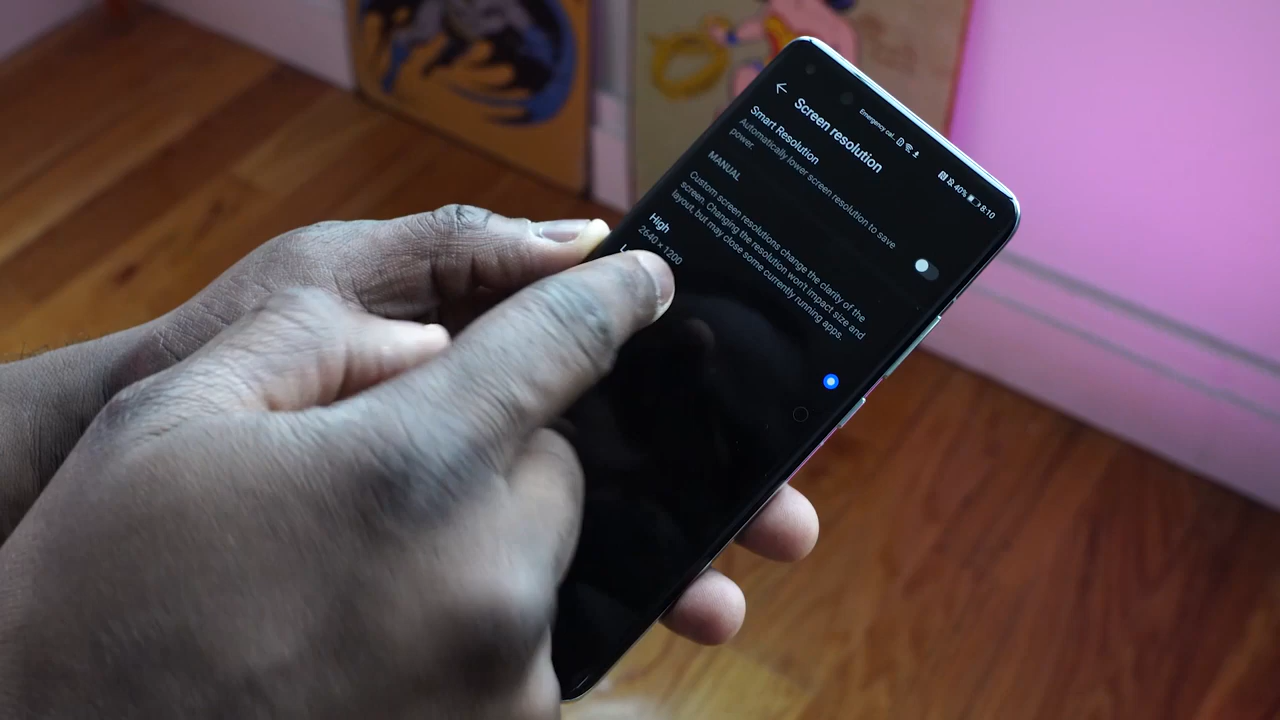 Emergency cal...
40% 8:10
Screen resolution
Smart Resolution
Automatically lower screen resolution to save
power.
MANUAL
Custom screen resolutions change the clarity of the
screen. Changing the resolution won't impact size and
layout, but may close some currently running apps.
High
2640 × 1200